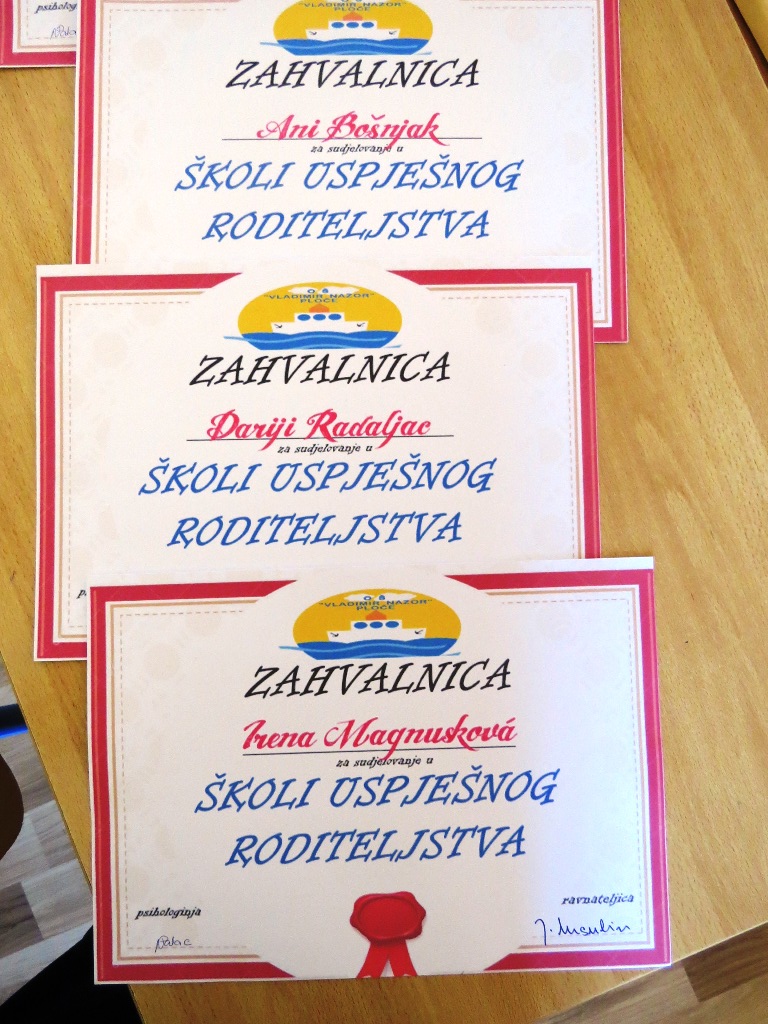 psihologinja
"VLADIMIR NAZOR"
PLOČE
ZAHVALNICA
Ani Bošnjak
za sudjelovanje u
ŠKOLI USPJEŠNOG
RODITELJSTVA
O Š
"VLADIMIR NAZOR"
PLOČE
ZAHVALNICA
Dariji Radaljac
za sudjelovanje u
ŠKOLI USPJEŠNOG
RODITELJSTVA
O Š
"VLADIMIR NAZOR"
PLOČE
ZAHVALNICA
Irena Magnusková
za sudjelovanje u
ŠKOLI USPJEŠNOG
RODITELJSTVA
psihologinja
ravnateljica